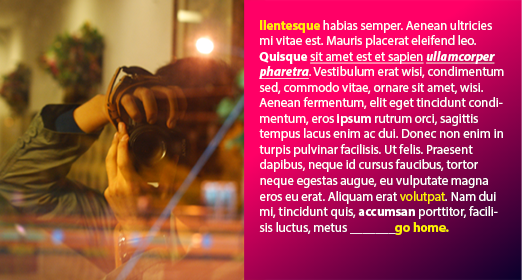 llentesque habias semper. Aenean ultricies
mi vitae est. Mauris placerat eleifend leo.
Quisque sit amet est et sapien ullamcorper
pharetra. Vestibulum erat wisi, condimentum
sed, commodo vitae, ornare sit amet, wisi.
Aenean fermentum, elit eget tincidunt condi-
mentum, eros ipsum rutrum orci, sagittis
tempus lacus enim ac dui. Donec non enim in
turpis pulvinar facilisis. Ut felis. Praesent
dapibus, neque id cursus faucibus, tortor
neque egestas augue, eu vulputate magna
eros eu erat. Aliquam erat volutpat. Nam dui
mi, tincidunt quis, accumsan porttitor, facili-
sis luctus, metus _______go home.